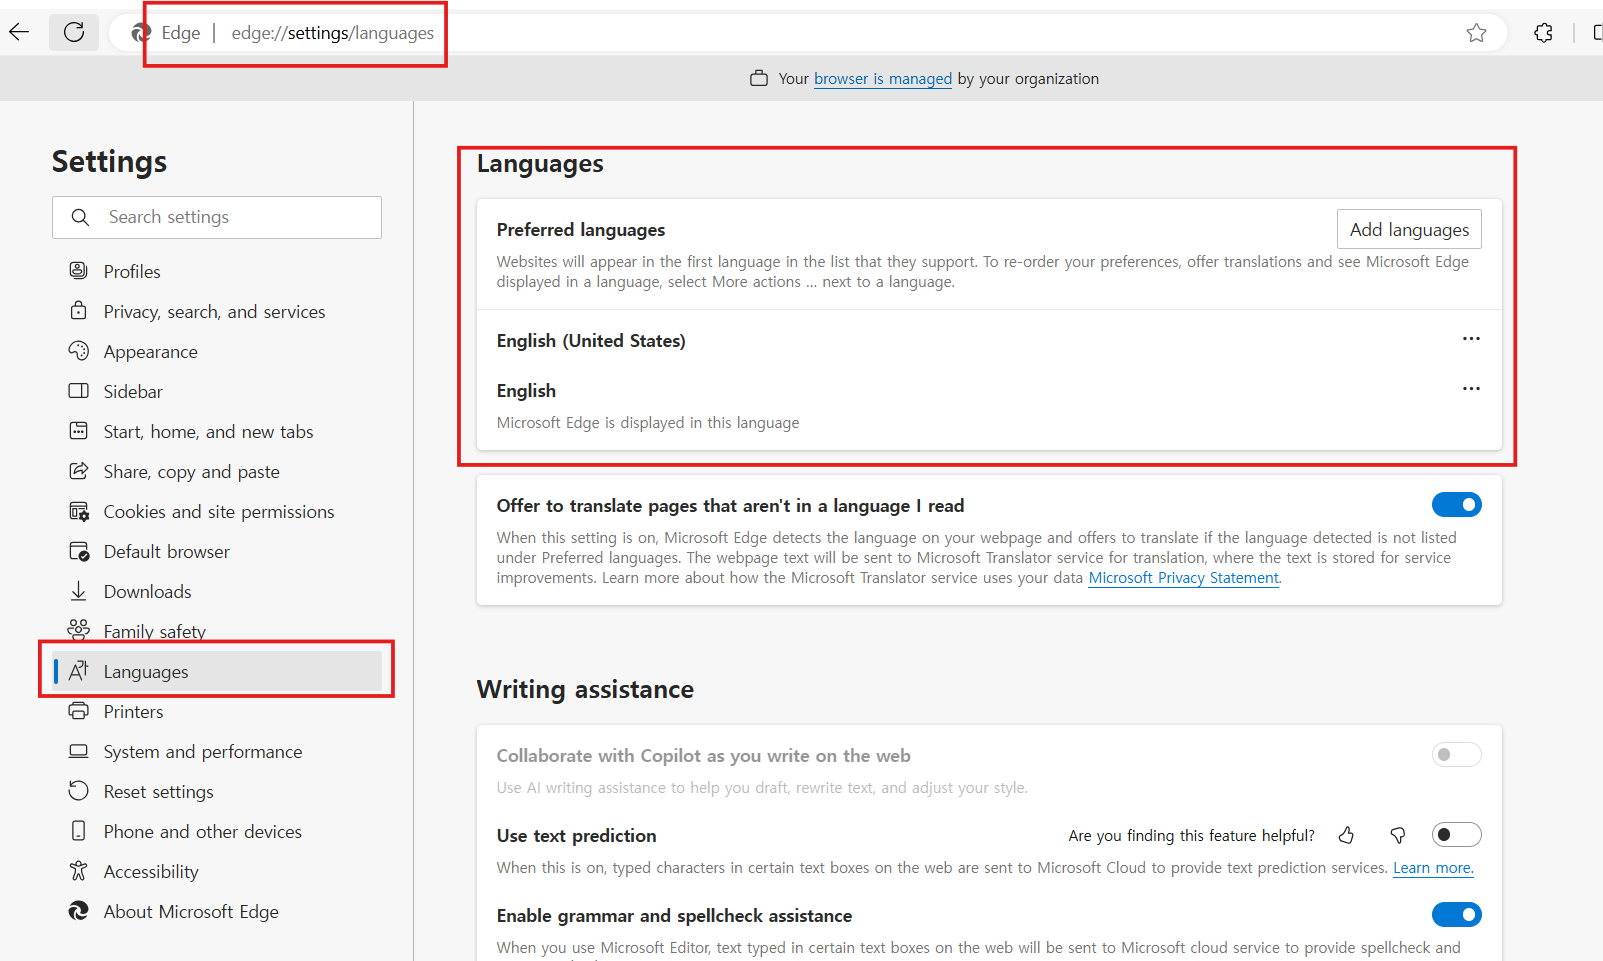 Edge | edge://settings/languages
Your browser is managed by your organization
Settings
Search settings
Profiles
Privacy, search, and services
Appearance
Sidebar
Start, home, and new tabs
Share, copy and paste
Cookies and site permissions
Default browser
Downloads
Family safety
Languages
Printers
System and performance
Reset settings
Phone and other devices
Accessibility
About Microsoft Edge
Languages
Preferred languages
Add languages
Websites will appear in the first language in the list that they support. To re-order your preferences, offer translations and see Microsoft Edge
displayed in a language, select More actions ... next to a language.
English (United States)
English
Microsoft Edge is displayed in this language
Offer to translate pages that aren't in a language I read
When this setting is on, Microsoft Edge detects the language on your webpage and offers to translate if the language detected is not listed
under Preferred languages. The webpage text will be sent to Microsoft Translator service for translation, where the text is stored for service
improvements. Learn more about how the Microsoft Translator service uses your data Microsoft Privacy Statement.
Writing assistance
Collaborate with Copilot as you write on the web
Use AI writing assistance to help you draft, rewrite text, and adjust your style.
Use text prediction
Are you finding this feature helpful?
When this is on, typed characters in certain text boxes on the web are sent to Microsoft Cloud to provide text prediction services. Learn more.
Enable grammar and spellcheck assistance
When you use Microsoft Editor, text typed in certain text boxes on the web will be sent to Microsoft cloud service to provide spellcheck and